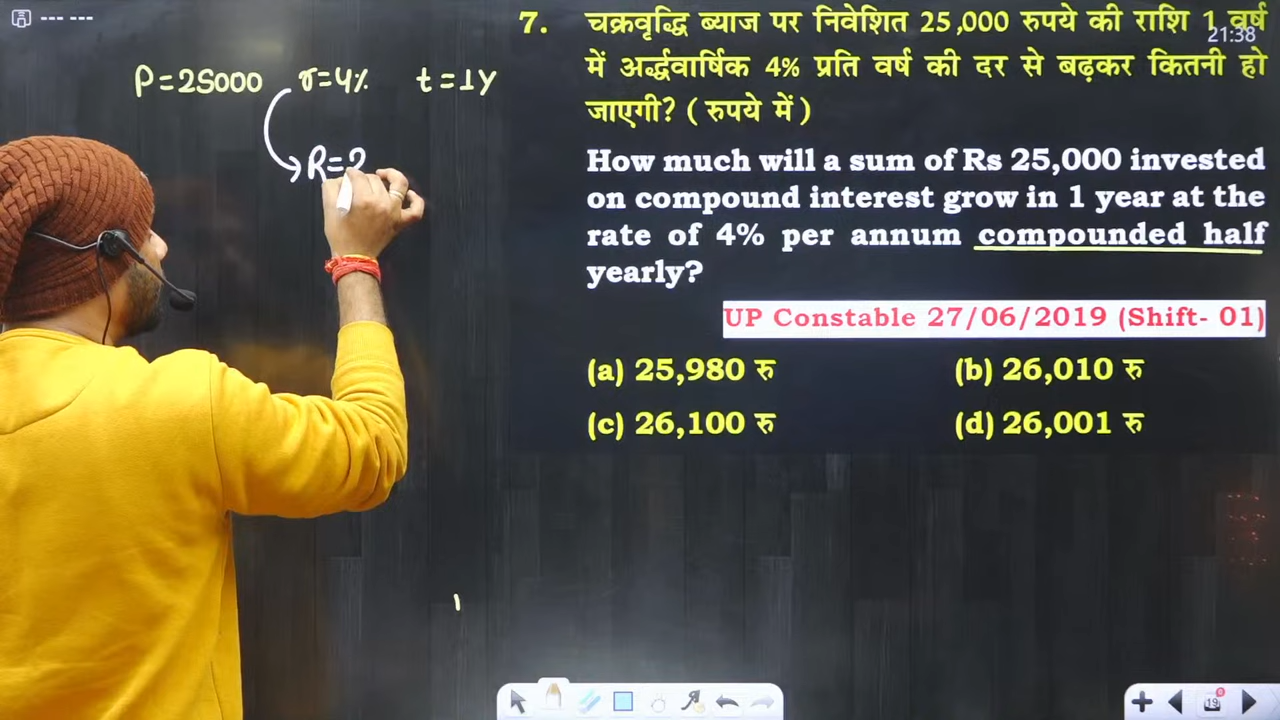 7. चक्रवृद्धि ब्याज पर निवेशित 25,000 रुपये की राशि 1 वर्ष
21:38
में अर्द्धवार्षिक 4% प्रति वर्ष की दर से बढ़कर कितनी हो
जाएगी? ( रुपये में )
P=25000 r=4% t=1Y
R=2
How much will a sum of Rs 25,000 invested
on compound interest grow in 1 year at the
rate of 4% per annum compounded half
yearly?
UP Constable 27/06/2019 (Shift- 01)
(a) 25,980 रु (b) 26,010 रु
(c) 26,100 रु (d) 26,001 रु
19